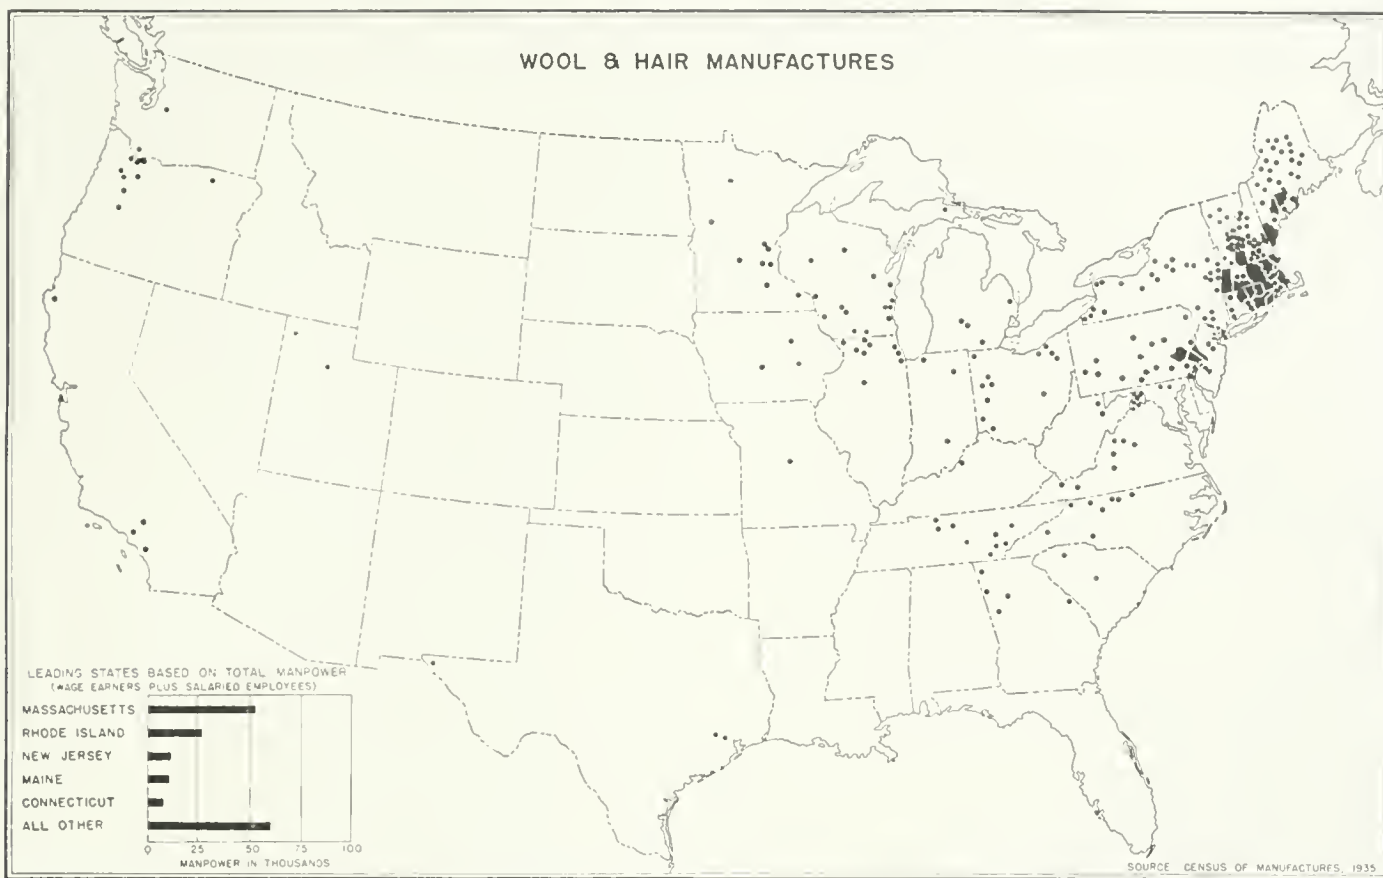 WOOL & HAIR MANUFACTURES
LEADING STATES BASED ON TOTAL MANPOWER
(WAGE EARNERS PLUS SALARIED EMPLOYEES)
MASSACHUSETTS
RHODE ISLAND
NEW JERSEY
MAINE
CONNECTICUT
ALL OTHER
0 25 50 75 100
MANPOWER IN THOUSANDS
SOURCE CENSUS OF MANUFACTURES, 1935